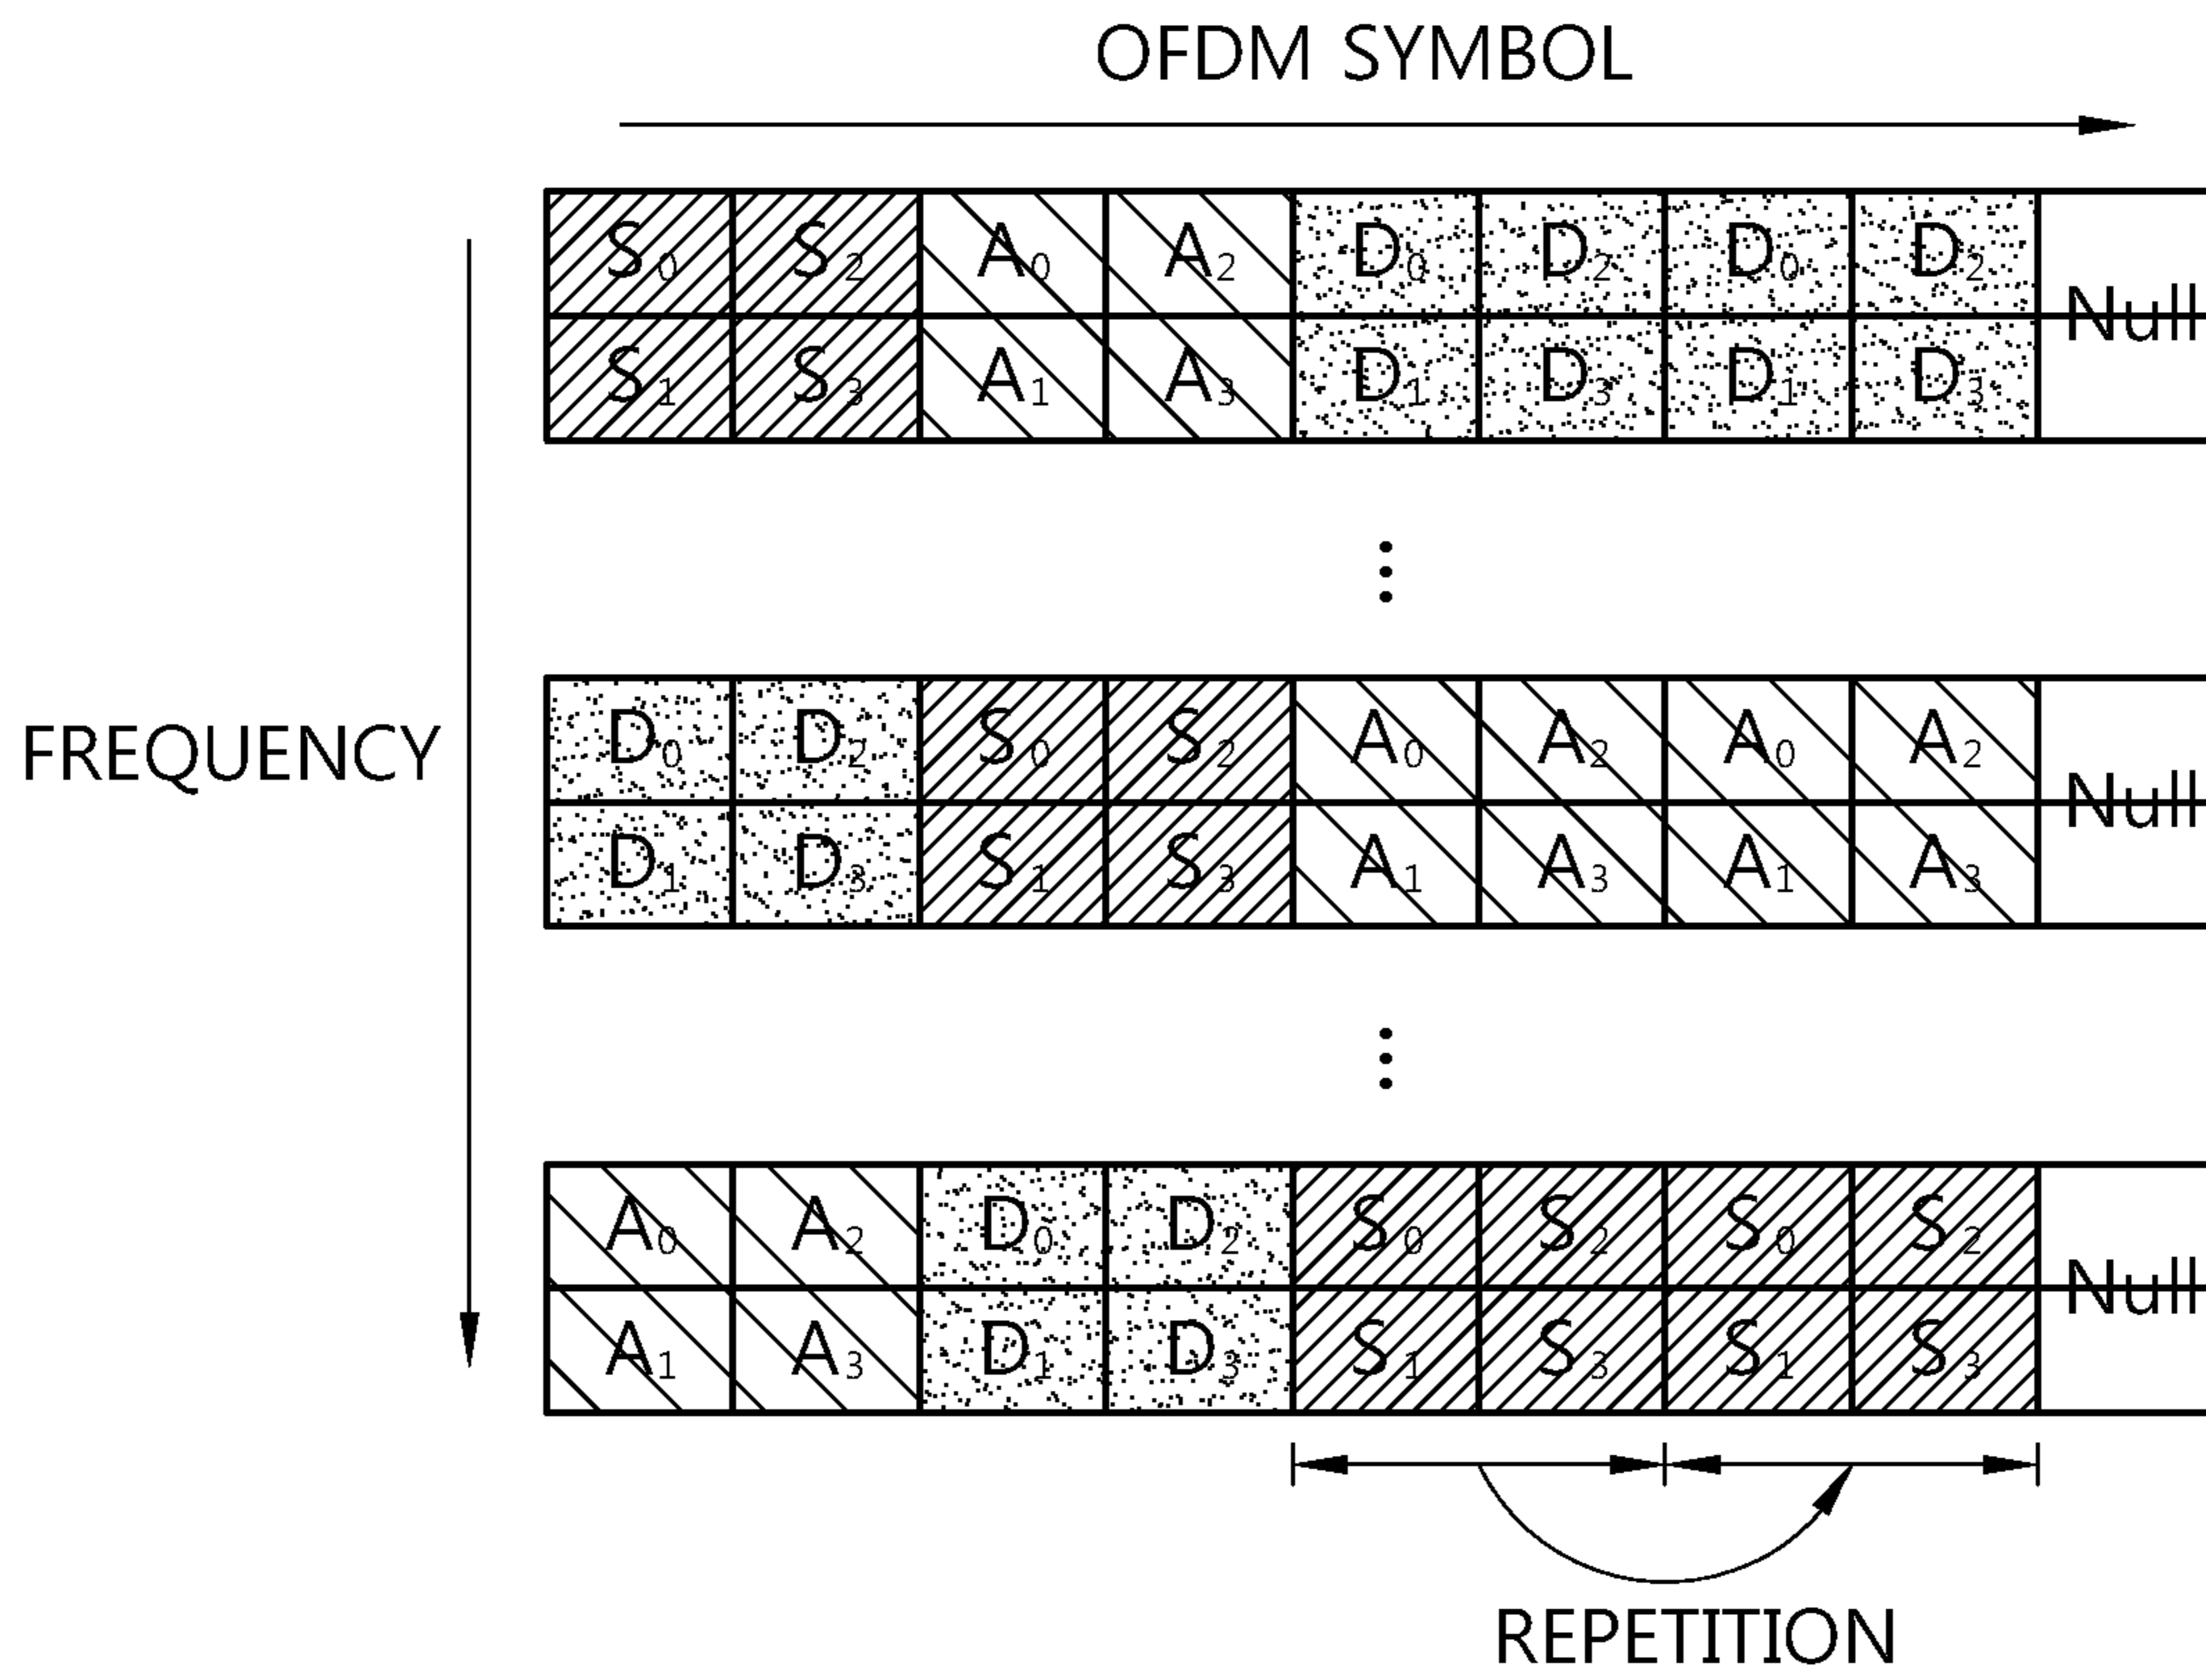 OFDM SYMBOL
S0 S2 A0 A2 D0 D2 D0 D2
Null
S1 S3 A1 A3 D1 D3 D1 D3
FREQUENCY
D0 D2 S0 S2 A0 A2 A0 A2
Null
D1 D3 S1 S3 A1 A3 A1 A3
A0 A2 D0 D2 S0 S2 S0 S2
Null
A1 A3 D1 D3 S1 S3 S1 S3
REPETITION